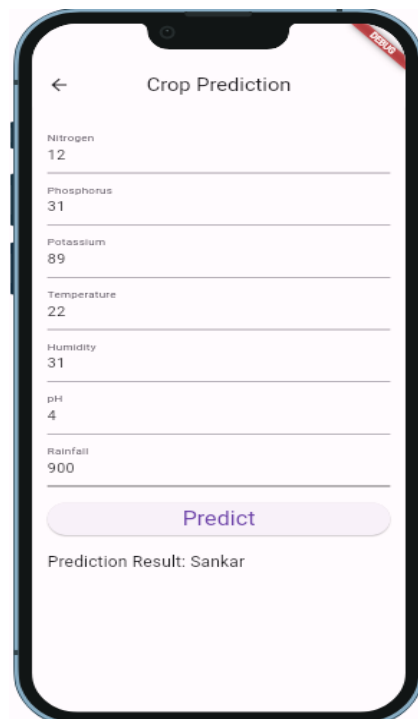 DEBUG
Crop Prediction
Nitrogen
12
Phosphorus
31
Potassium
89
Temperature
22
Humidity
31
pH
4
Rainfall
900
Predict
Prediction Result: Sankar